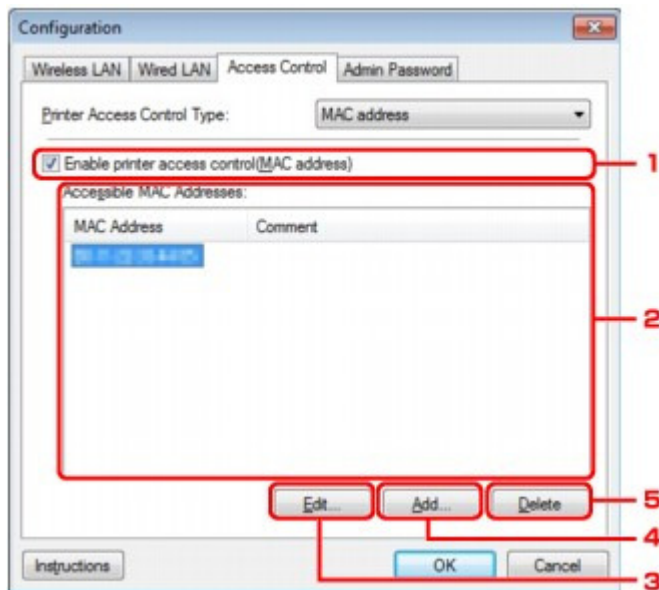 Configuration
Wireless LAN Wired LAN Access Control Admin Password
Printer Access Control Type: MAC address
Enable printer access control(MAC address) 1
Accessible MAC Addresses:
MAC Address Comment
2
Edit... Add... Delete 5
4
Instructions OK Cancel
3